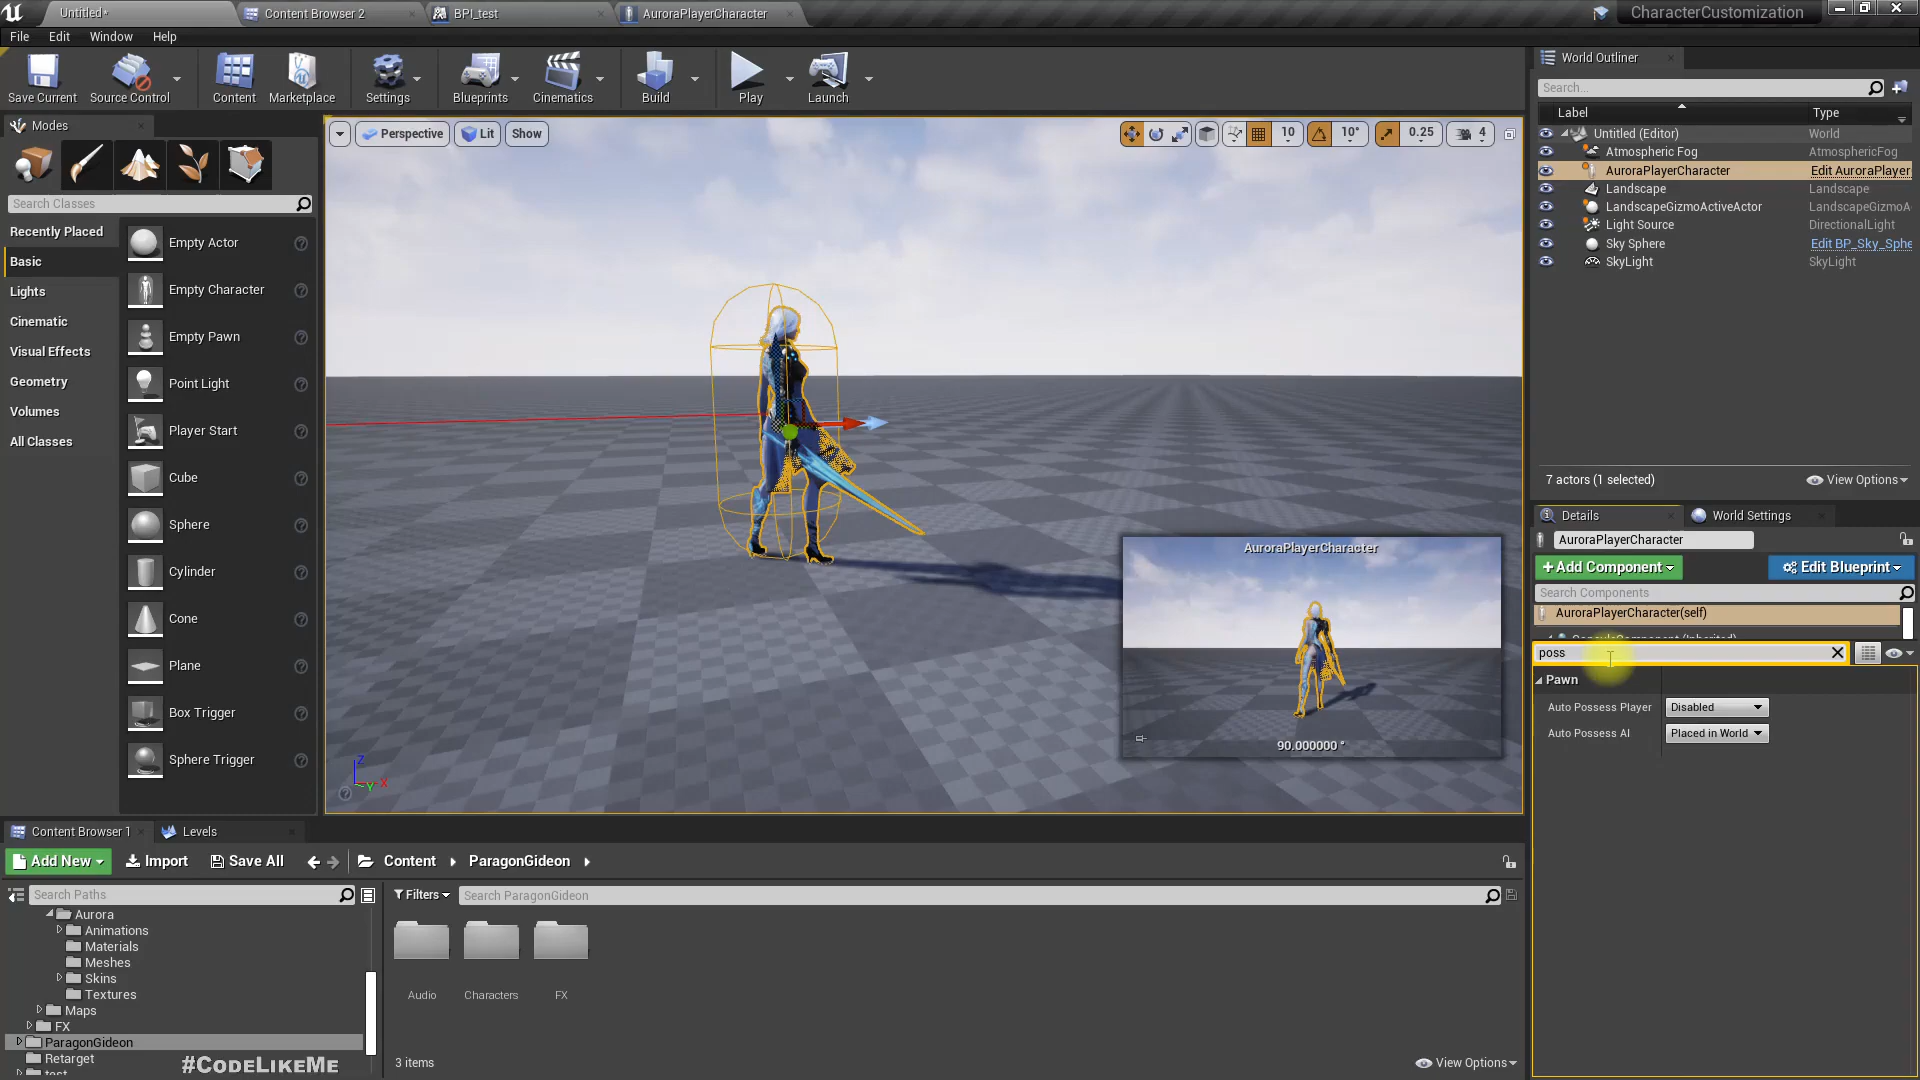 Untitled*
Content Browser 2
BPI_test
AuroraPlayerCharacter
CharacterCustomization
File
Edit
Window
Help
Save Current
Source Control
Content
Marketplace
Settings
Blueprints
Cinematics
Build
Play
Launch
Modes
Search Classes
Recently Placed
Basic
Lights
Cinematic
Visual Effects
Geometry
Volumes
All Classes
Empty Actor
Empty Character
Empty Pawn
Point Light
Player Start
Cube
Sphere
Cylinder
Cone
Plane
Box Trigger
Sphere Trigger
Perspective
Lit
Show
10
10°
0.25
4
AuroraPlayerCharacter
90.000000 °
Z
X
Y
World Outliner
Search...
Label
Type
Untitled (Editor)
World
Atmospheric Fog
AtmosphericFog
AuroraPlayerCharacter
Edit AuroraPlayer
Landscape
Landscape
LandscapeGizmoActiveActor
LandscapeGizmoA
Light Source
DirectionalLight
Sky Sphere
Edit BP_Sky_Sphe
SkyLight
SkyLight
7 actors (1 selected)
View Options
Details
World Settings
AuroraPlayerCharacter
+ Add Component
Edit Blueprint
Search Components
AuroraPlayerCharacter(self)
CapsuleComponent (Inherited)
poss
Pawn
Auto Possess Player
Disabled
Auto Possess AI
Placed in World
Content Browser 1
Levels
Add New
Import
Save All
Content
ParagonGideon
Search Paths
Filters
Search ParagonGideon
Aurora
Animations
Materials
Meshes
Skins
Textures
Maps
FX
ParagonGideon
Retarget
test
#CodeLikeMe
Audio
Characters
FX
3 items
View Options